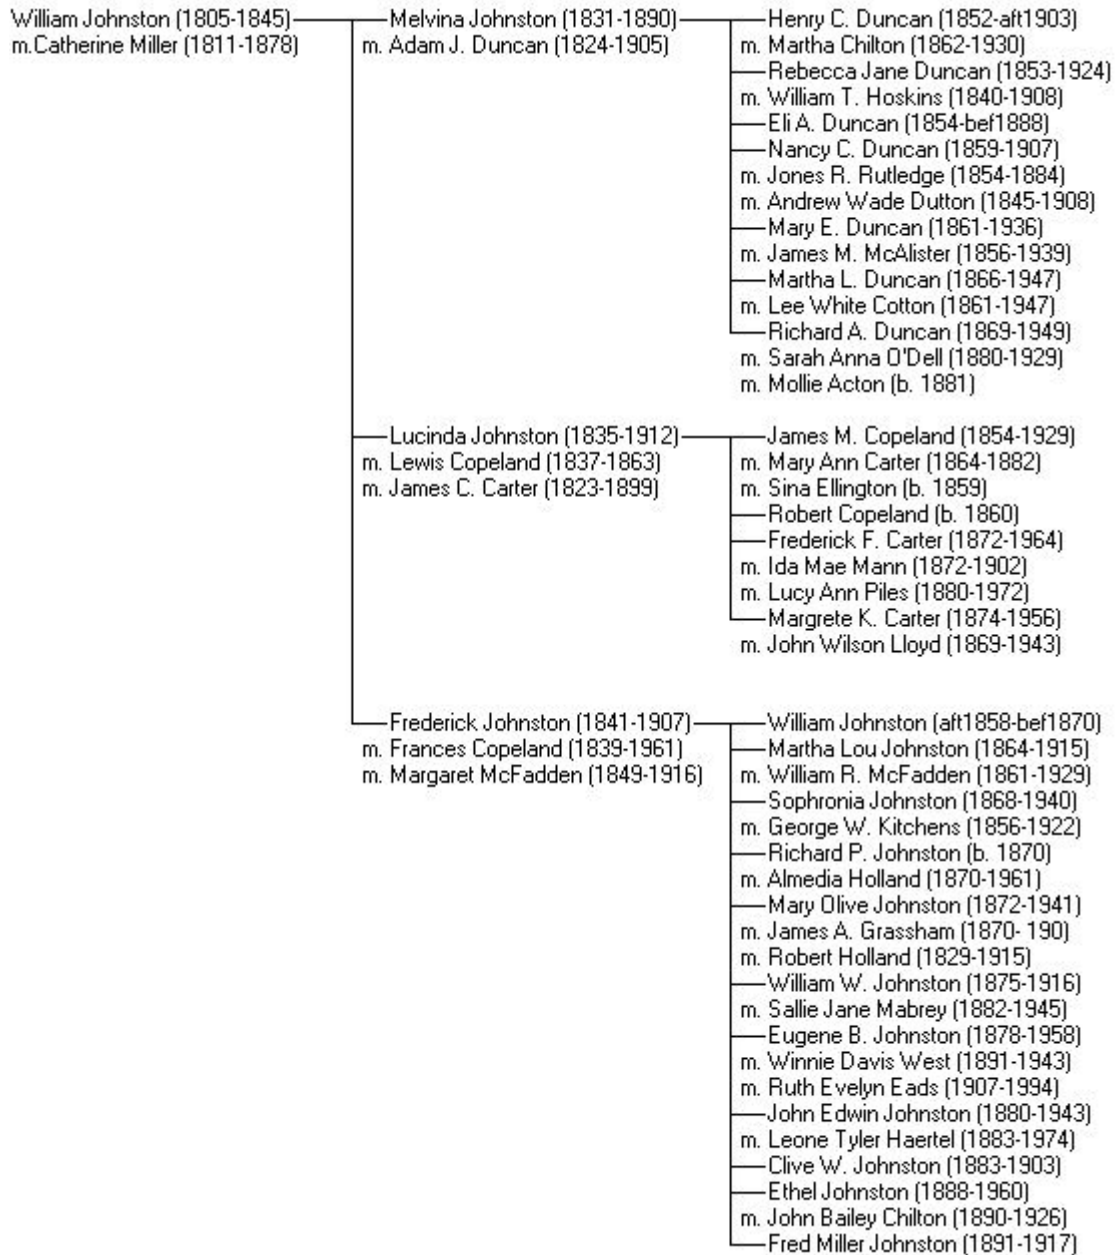 William Johnston (1805-1845)
m.Catherine Miller (1811-1878)
Melvina Johnston (1831-1890)
m. Adam J. Duncan (1824-1905)
Henry C. Duncan (1852-aft1903)
m. Martha Chilton (1862-1930)
Rebecca Jane Duncan (1853-1924)
m. William T. Hoskins (1840-1908)
Eli A. Duncan (1854-bef1888)
Nancy C. Duncan (1859-1907)
m. Jones R. Rutledge (1854-1884)
m. Andrew Wade Dutton (1845-1908)
Mary E. Duncan (1861-1936)
m. James M. McAlister (1856-1939)
Martha L. Duncan (1866-1947)
m. Lee White Cotton (1861-1947)
Richard A. Duncan (1869-1949)
m. Sarah Anna O'Dell (1880-1929)
m. Mollie Acton (b. 1881)
Lucinda Johnston (1835-1912)
m. Lewis Copeland (1837-1863)
m. James C. Carter (1823-1899)
James M. Copeland (1854-1929)
m. Mary Ann Carter (1864-1882)
m. Sina Ellington (b. 1859)
Robert Copeland (b. 1860)
Frederick F. Carter (1872-1964)
m. Ida Mae Mann (1872-1902)
m. Lucy Ann Piles (1880-1972)
Margrete K. Carter (1874-1956)
m. John Wilson Lloyd (1869-1943)
Frederick Johnston (1841-1907)
m. Frances Copeland (1839-1961)
m. Margaret McFadden (1849-1916)
William Johnston (aft1858-bef1870)
Martha Lou Johnston (1864-1915)
m. William R. McFadden (1861-1929)
Sophronia Johnston (1868-1940)
m. George W. Kitchens (1856-1922)
Richard P. Johnston (b. 1870)
m. Almedia Holland (1870-1961)
Mary Olive Johnston (1872-1941)
m. James A. Grassham (1870- 190)
m. Robert Holland (1829-1915)
William W. Johnston (1875-1916)
m. Sallie Jane Mabrey (1882-1945)
Eugene B. Johnston (1878-1958)
m. Winnie Davis West (1891-1943)
m. Ruth Evelyn Eads (1907-1994)
John Edwin Johnston (1880-1943)
m. Leone Tyler Haertel (1883-1974)
Clive W. Johnston (1883-1903)
Ethel Johnston (1888-1960)
m. John Bailey Chilton (1890-1926)
Fred Miller Johnston (1891-1917)